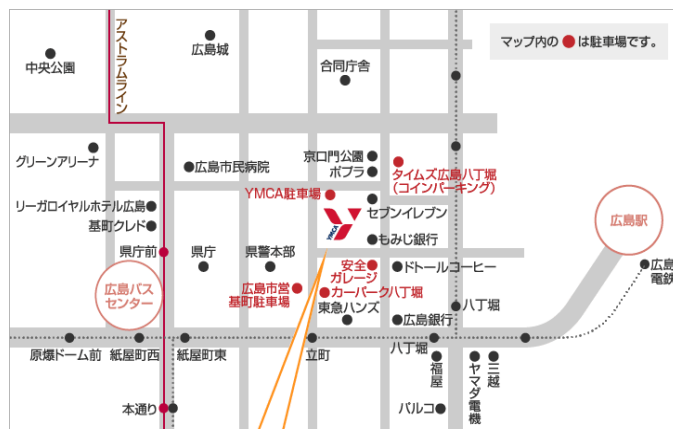 アストラムライン
中央公園
広島城
合同庁舎
マップ内の●は駐車場です。
グリーンアリーナ
広島市民病院
京口門公園
ポプラ
タイムズ広島八丁堀
（コインパーキング）
YMCA駐車場
リーガロイヤルホテル広島
基町クレド
セブンイレブン
YMCA
もみじ銀行
広島駅
県庁前
県庁
県警本部
安全
ガレージ
ドトールコーヒー
広島
電鉄
広島バス
センター
広島市営
基町駐車場
カーパーク八丁堀
東急ハンズ
広島銀行
八丁堀
原爆ドーム前
紙屋町西
紙屋町東
立町
八丁堀
福屋
ヤマダ電機
三越
本通り
パルコ